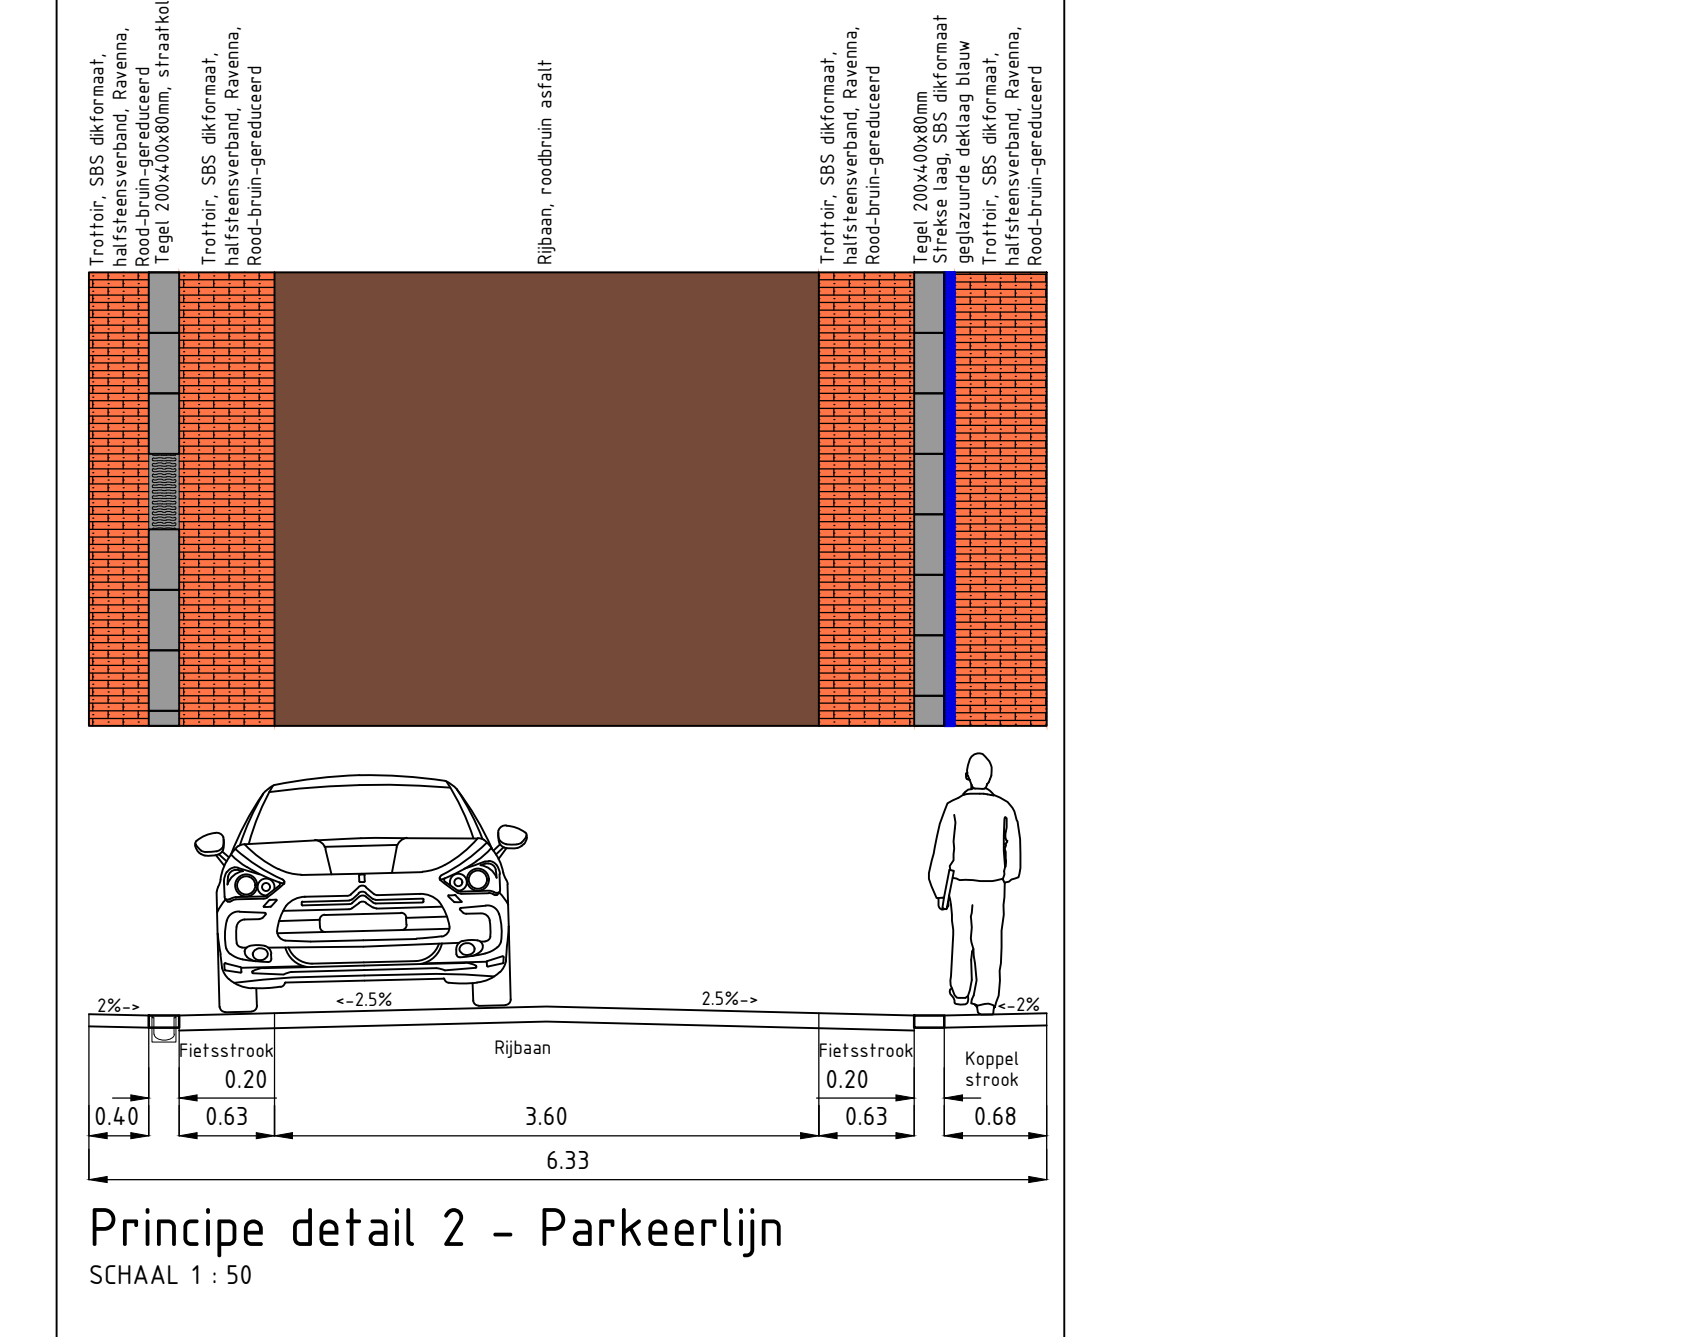 Trottoir, SBS dikformaat,
halfsteensverband, Ravenna,
Rood-bruin-gereduceerd
Tegel 200x400x80mm, straatkol
Trottoir, SBS dikformaat,
halfsteensverband, Ravenna,
Rood-bruin-gereduceerd
Rijbaan, roodbruin asfalt
Trottoir, SBS dikformaat,
halfsteensverband, Ravenna,
Rood-bruin-gereduceerd
Tegel 200x400x80mm
Strekse laag, SBS dikformaat
geglazuurde deklaag blauw
Trottoir, SBS dikformaat,
halfsteensverband, Ravenna,
Rood-bruin-gereduceerd
2%->
<-2.5%
2.5%->
<-2%
Fietsstrook
Rijbaan
Fietsstrook
Koppel
strook
0.20
0.20
0.40
0.63
3.60
0.63
0.68
6.33
Principe detail 2 - Parkeerlijn
SCHAAL 1 : 50